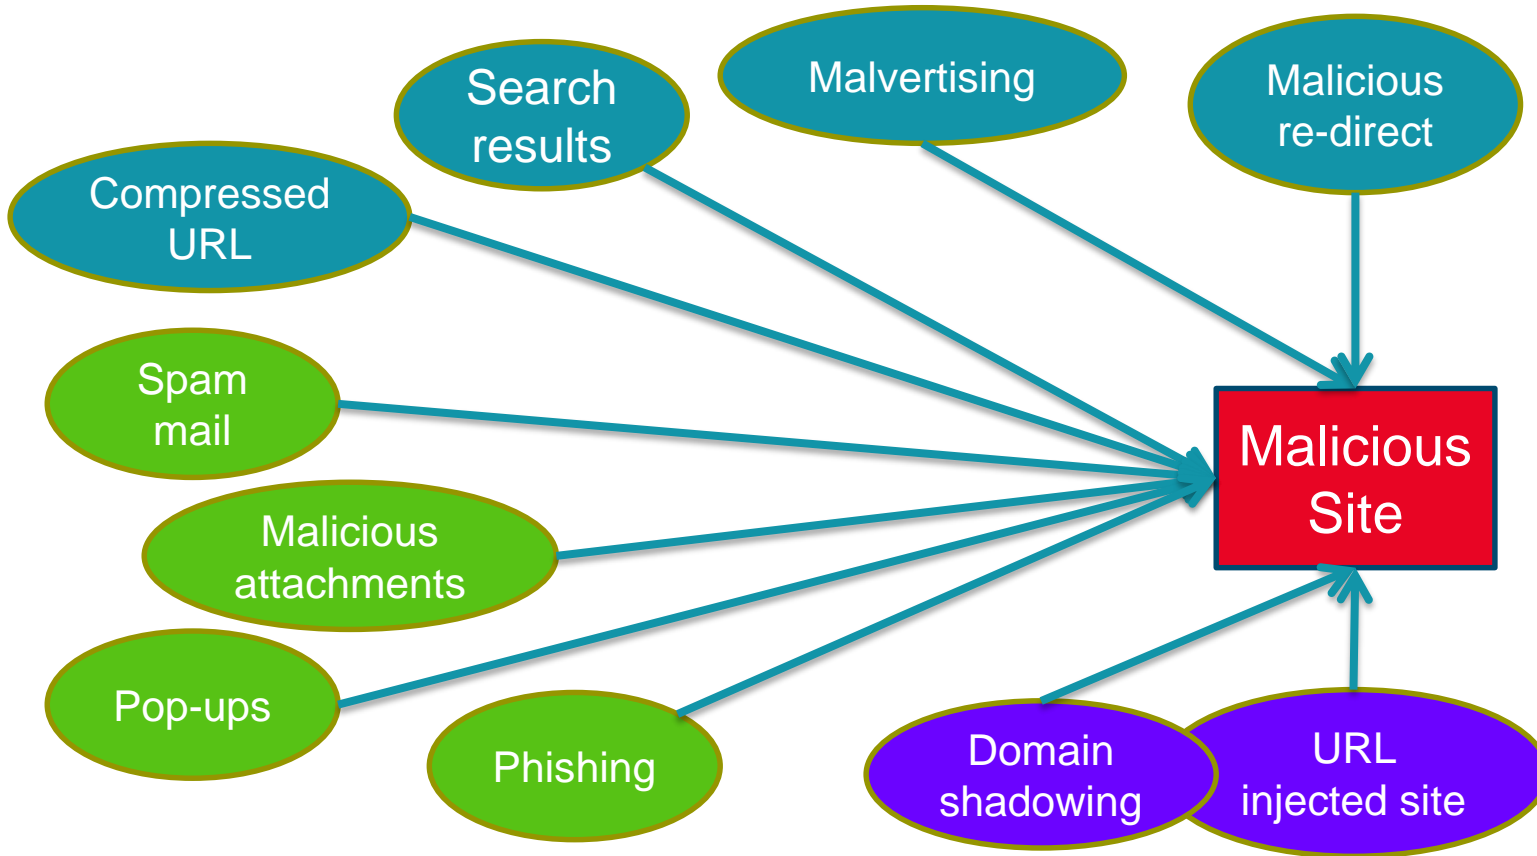 Search
results
Malvertising
Malicious
re-direct
Compressed
URL
Spam
mail
Malicious
Site
Malicious
attachments
Pop-ups
Phishing
Domain
shadowing
URL
injected site